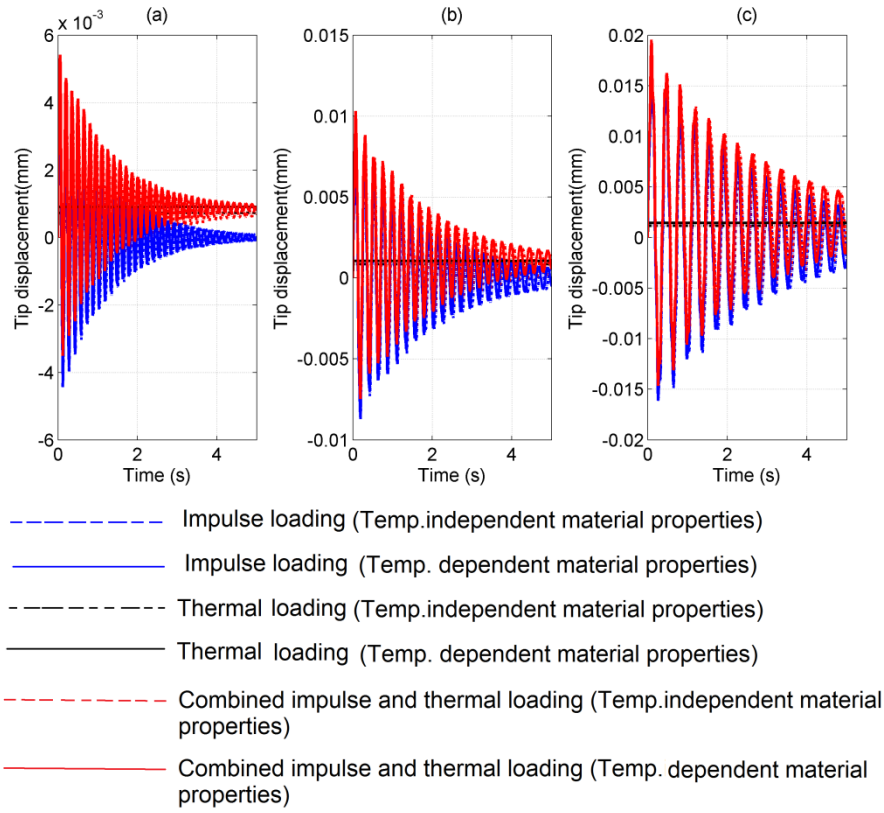 (a)
(b)
(c)
x 10⁻³
6
4
2
0
-2
-4
-6
Tip displacement(mm)
0
2
4
Time (s)
0.015
0.01
0.005
0
-0.005
-0.01
Tip displacement(mm)
0
2
4
Time (s)
0.02
0.015
0.01
0.005
0
-0.005
-0.01
-0.015
-0.02
Tip displacement(mm)
0
2
4
Time (s)
Impulse loading (Temp.independent material properties)
Impulse loading (Temp. dependent material properties)
Thermal loading (Temp.independent material properties)
Thermal loading (Temp. dependent material properties)
Combined impulse and thermal loading (Temp.independent material
properties)
Combined impulse and thermal loading (Temp. dependent material
properties)